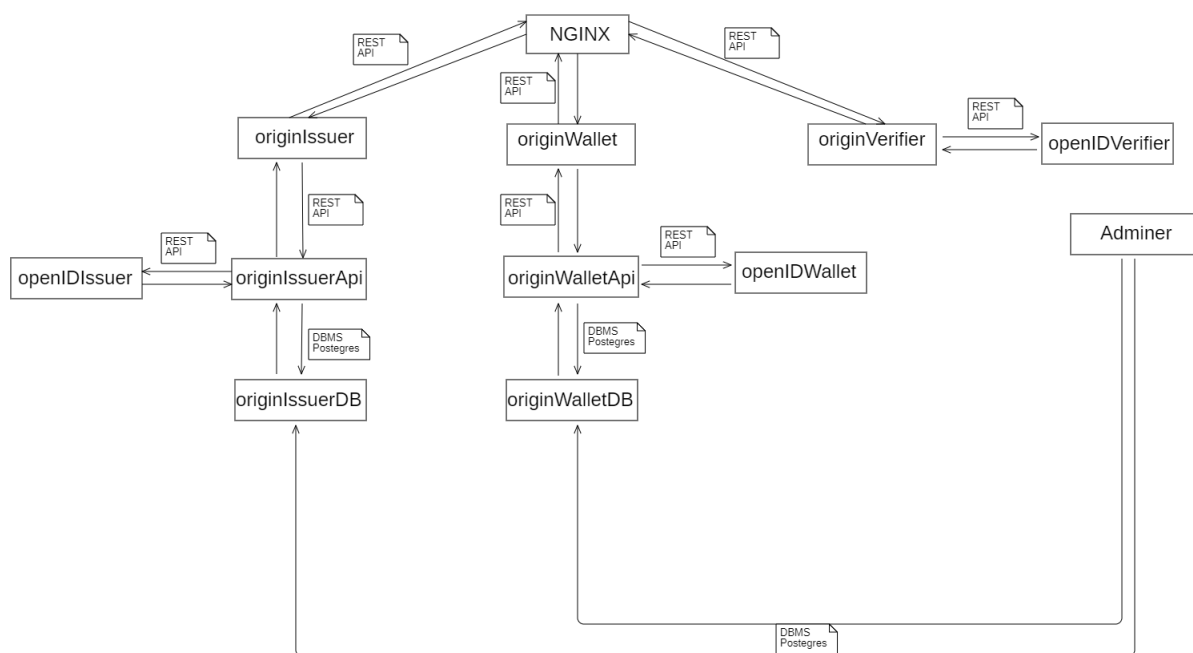 NGINX
REST
API
REST
API
REST
API
originIssuer
originWallet
originVerifier
REST
API
openIDVerifier
REST
API
REST
API
Adminer
REST
API
REST
API
openIDIssuer
originIssuerApi
originWalletApi
openIDWallet
DBMS
Postegres
DBMS
Postegres
originIssuerDB
originWalletDB
DBMS
Postegres